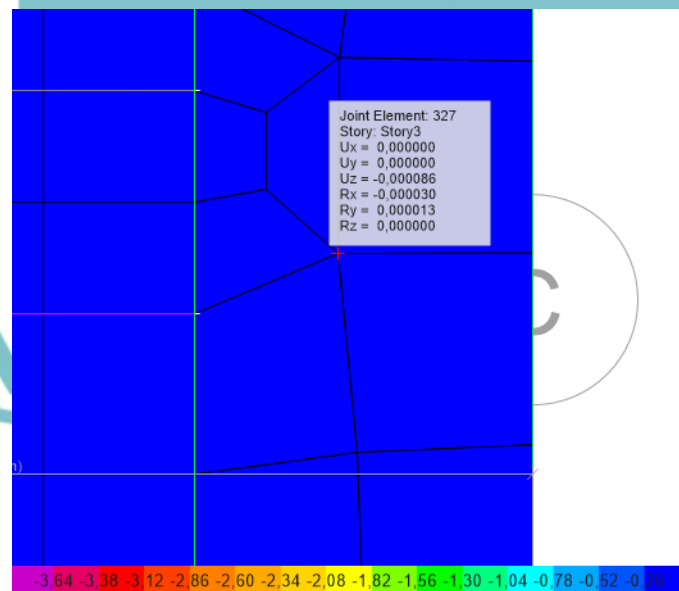 Joint Element: 327
Story: Story3
Ux = 0,000000
Uy = 0,000000
Uz = -0,000086
Rx = -0,000030
Ry = 0,000013
Rz = 0,000000
C
)
-3,64 -3,38 -3,12 -2,86 -2,60 -2,34 -2,08 -1,82 -1,56 -1,30 -1,04 -0,78 -0,52 -0,26